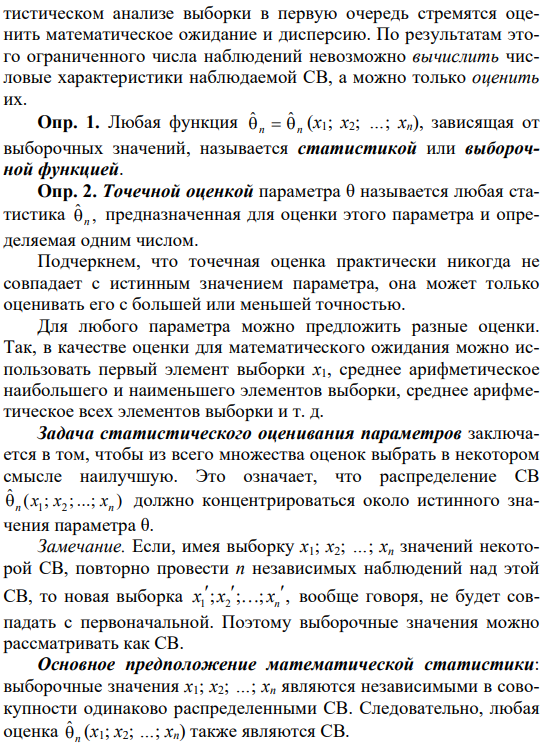 тистическом анализе выборки в первую очередь стремятся оце-
нить математическое ожидание и дисперсию. По результатам это-
го ограниченного числа наблюдений невозможно вычислить чис-
ловые характеристики наблюдаемой СВ, а можно только оценить
их.
Опр. 1. Любая функция θ̂ₙ = θ̂ₙ (x1; x2; ...; xn), зависящая от
выборочных значений, называется статистикой или выбороч-
ной функцией.
Опр. 2. Точечной оценкой параметра θ называется любая ста-
тистика θ̂ₙ, предназначенная для оценки этого параметра и опре-
деляемая одним числом.
Подчеркнем, что точечная оценка практически никогда не
совпадает с истинным значением параметра, она может только
оценивать его с большей или меньшей точностью.
Для любого параметра можно предложить разные оценки.
Так, в качестве оценки для математического ожидания можно ис-
пользовать первый элемент выборки x1, среднее арифметическое
наибольшего и наименьшего элементов выборки, среднее арифме-
тическое всех элементов выборки и т. д.
Задача статистического оценивания параметров заключа-
ется в том, чтобы из всего множества оценок выбрать в некотором
смысле наилучшую. Это означает, что распределение СВ
θ̂ₙ (x₁; x₂; ...; xₙ) должно концентрироваться около истинного зна-
чения параметра θ.
Замечание. Если, имея выборку x1; x2; ...; xn значений некото-
рой СВ, повторно провести n независимых наблюдений над этой
СВ, то новая выборка x₁′; x₂′;…; xₙ′, вообще говоря, не будет сов-
падать с первоначальной. Поэтому выборочные значения можно
рассматривать как СВ.
Основное предположение математической статистики:
выборочные значения x1; x2; ...; xn являются независимыми в сово-
купности одинаково распределенными СВ. Следовательно, любая
оценка θ̂ₙ (x1; x2; ...; xn) также являются СВ.